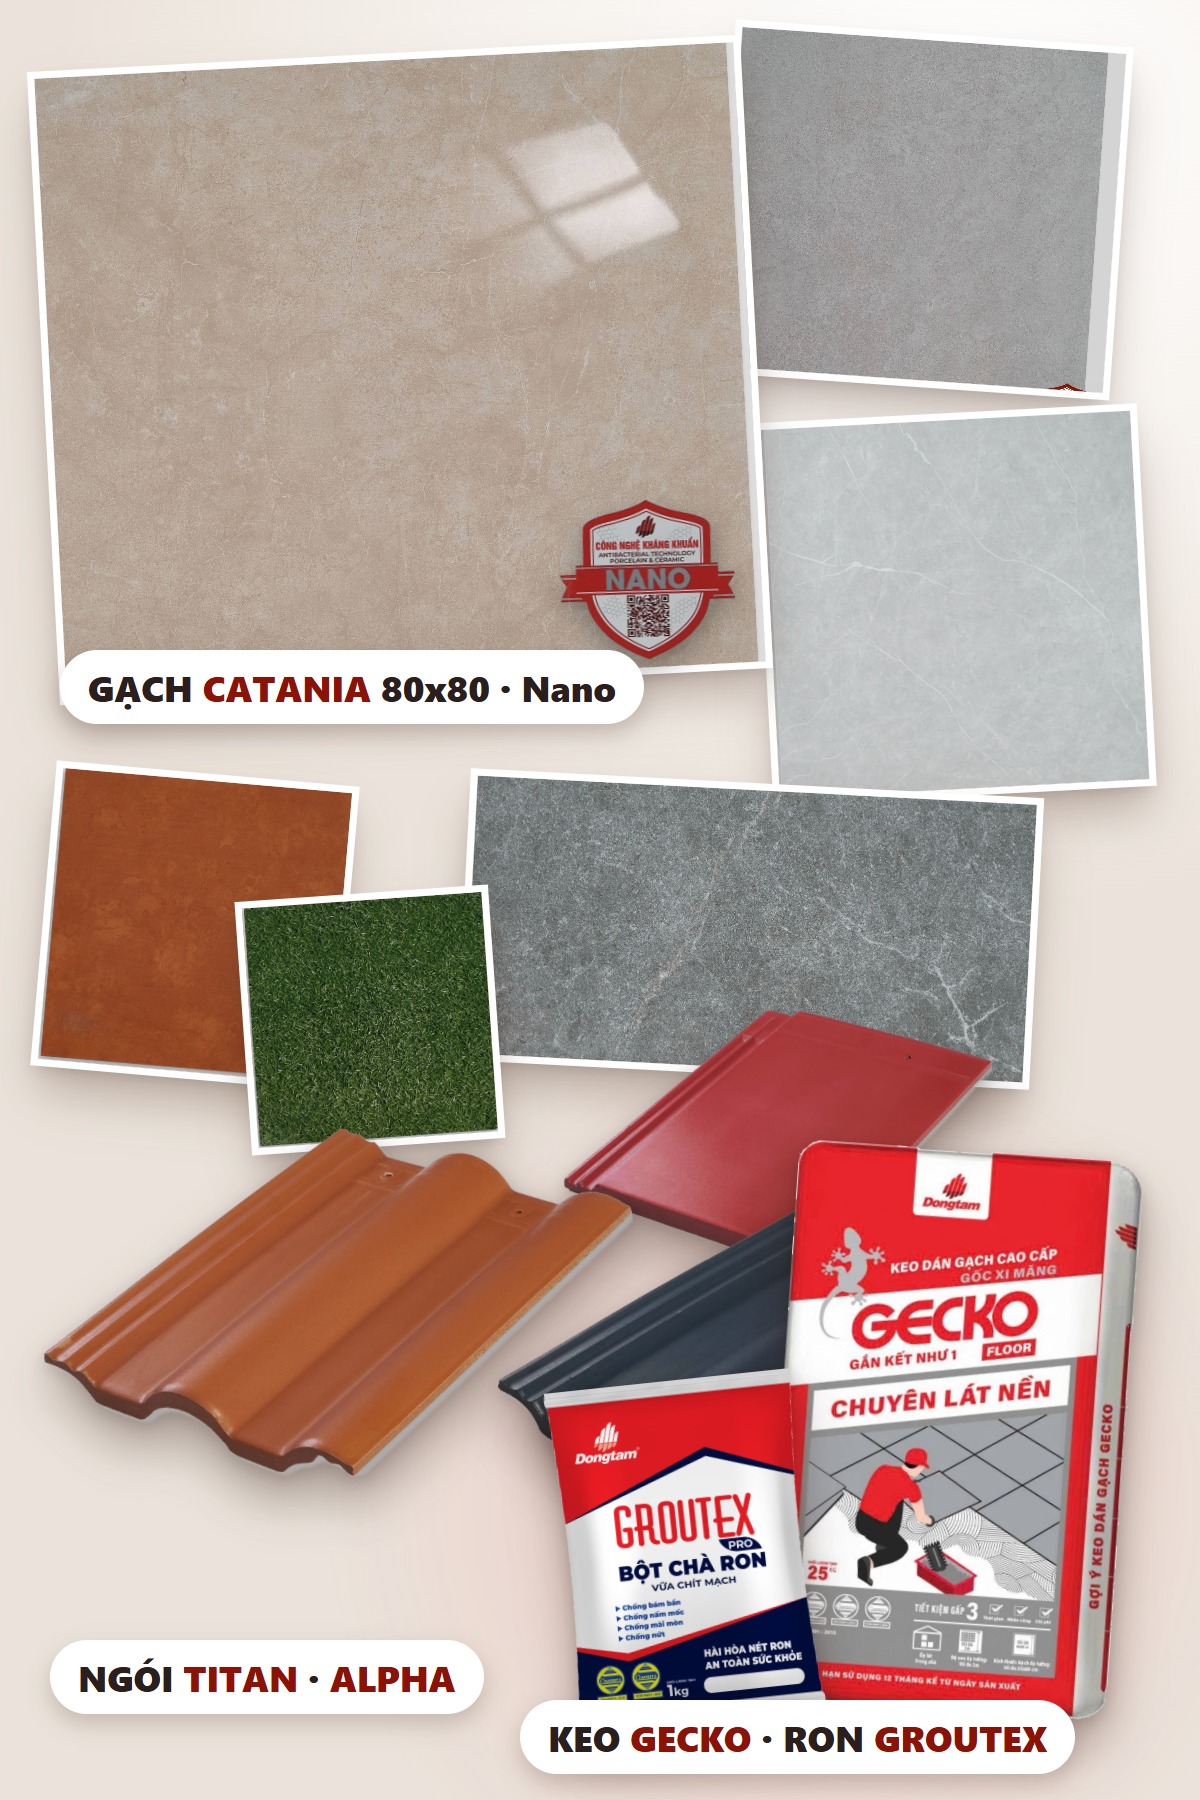 CÔNG NGHỆ KHÁNG KHUẨN
ANTIBACTERIAL TECHNOLOGY
PORCELAIN & CERAMIC
NANO
GẠCH CATANIA 80x80 · Nano
Dongtam
KEO DÁN GẠCH CAO CẤP
GỐC XI MĂNG
GECKO
GẮN KẾT NHƯ 1 FLOOR
CHUYÊN LÁT NỀN
25KG
TIẾT KIỆM GẤP 3
HẠN SỬ DỤNG 12 THÁNG KỂ TỪ NGÀY SẢN XUẤT
GỢI Ý KEO DÁN GẠCH GECKO
Dongtam
GROUTEX
PRO
BỘT CHÀ RON
VỮA CHÍT MẠCH
Chống bám bẩn
Chống nấm mốc
Chống mài mòn
Chống nứt
HÀI HÒA NÉT RON
AN TOÀN SỨC KHỎE
1kg
NGÓI TITAN · ALPHA
KEO GECKO · RON GROUTEX